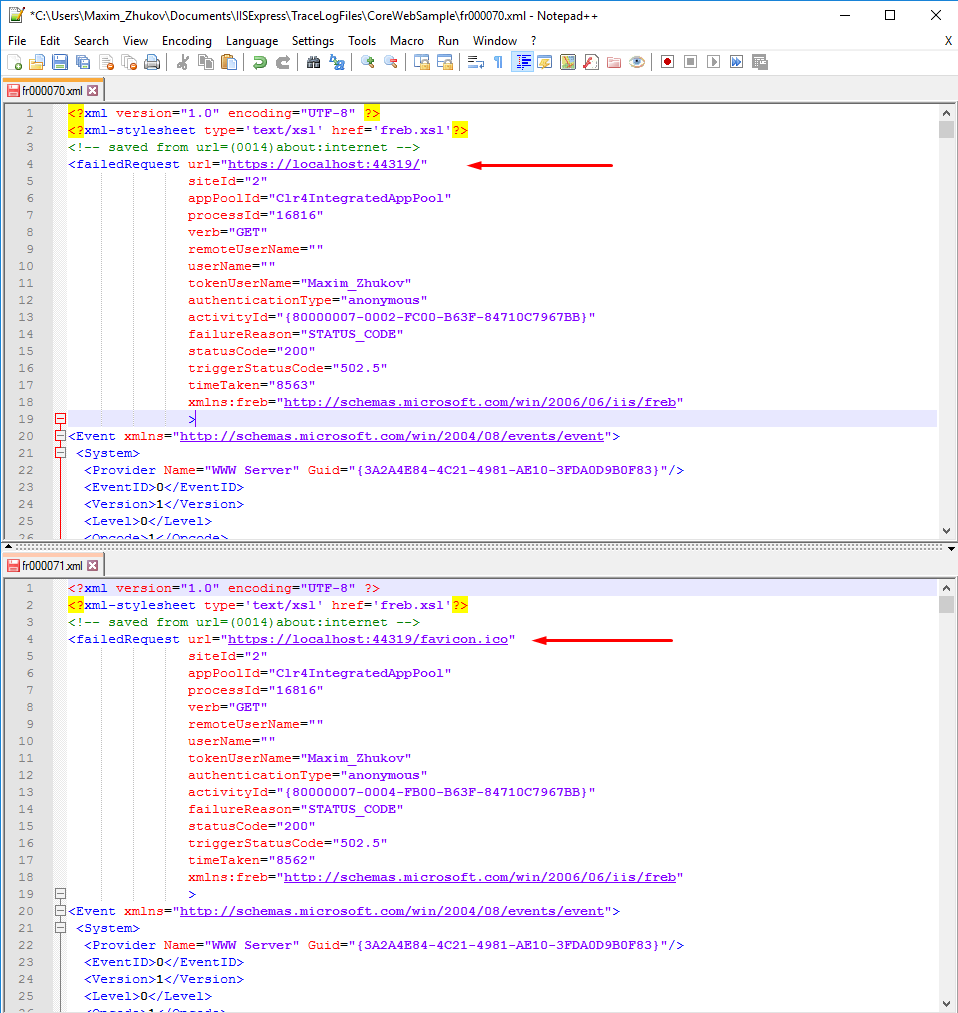 *C:\Users\Maxim_Zhukov\Documents\IISExpress\TraceLogFiles\CoreWebSample\fr000070.xml - Notepad++
File Edit Search View Encoding Language Settings Tools Macro Run Window ? X
fr000070.xml
1 <?xml version="1.0" encoding="UTF-8" ?>
2 <?xml-stylesheet type='text/xsl' href='freb.xsl'?>
3 <!-- saved from url=(0014)about:internet -->
4 <failedRequest url="https://localhost:44319/"
5 siteId="2"
6 appPoolId="Clr4IntegratedAppPool"
7 processId="16816"
8 verb="GET"
9 remoteUserName=""
10 userName=""
11 tokenUserName="Maxim_Zhukov"
12 authenticationType="anonymous"
13 activityId="{80000007-0002-FC00-B63F-84710C7967BB}"
14 failureReason="STATUS_CODE"
15 statusCode="200"
16 triggerStatusCode="502.5"
17 timeTaken="8563"
18 xmlns:freb="http://schemas.microsoft.com/win/2006/06/iis/freb"
19 >
20 <Event xmlns="http://schemas.microsoft.com/win/2004/08/events/event">
21 <System>
22 <Provider Name="WWW Server" Guid="{3A2A4E84-4C21-4981-AE10-3FDA0D9B0F83}"/>
23 <EventID>0</EventID>
24 <Version>1</Version>
25 <Level>0</Level>
26 <Opcode>1</Opcode>
fr000071.xml
1 <?xml version="1.0" encoding="UTF-8" ?>
2 <?xml-stylesheet type='text/xsl' href='freb.xsl'?>
3 <!-- saved from url=(0014)about:internet -->
4 <failedRequest url="https://localhost:44319/favicon.ico"
5 siteId="2"
6 appPoolId="Clr4IntegratedAppPool"
7 processId="16816"
8 verb="GET"
9 remoteUserName=""
10 userName=""
11 tokenUserName="Maxim_Zhukov"
12 authenticationType="anonymous"
13 activityId="{80000007-0004-FB00-B63F-84710C7967BB}"
14 failureReason="STATUS_CODE"
15 statusCode="200"
16 triggerStatusCode="502.5"
17 timeTaken="8562"
18 xmlns:freb="http://schemas.microsoft.com/win/2006/06/iis/freb"
19 >
20 <Event xmlns="http://schemas.microsoft.com/win/2004/08/events/event">
21 <System>
22 <Provider Name="WWW Server" Guid="{3A2A4E84-4C21-4981-AE10-3FDA0D9B0F83}"/>
23 <EventID>0</EventID>
24 <Version>1</Version>
25 <Level>0</Level>